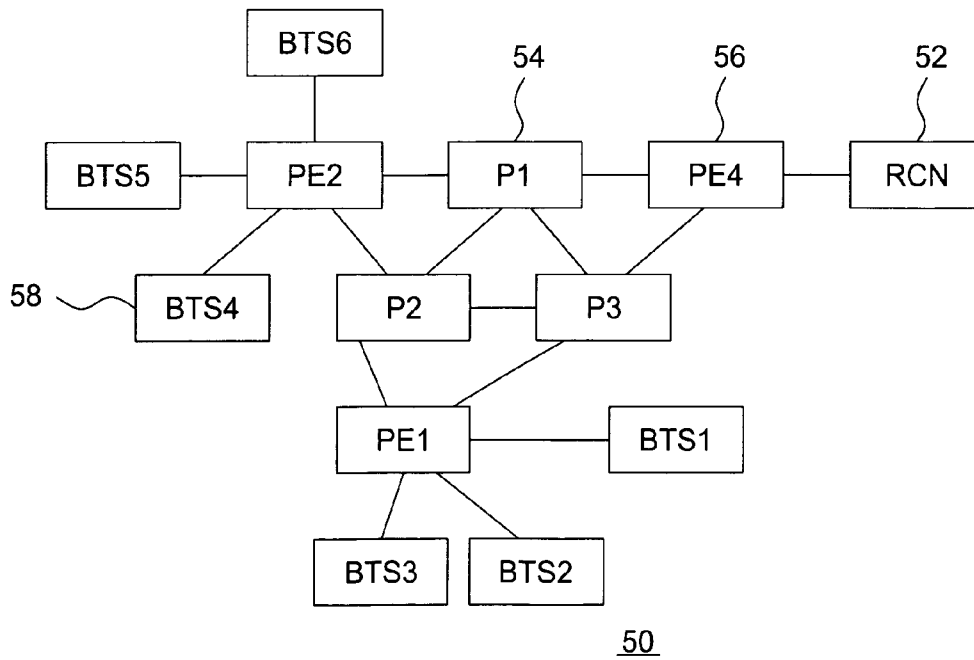 BTS6
54
56
52
BTS5
PE2
P1
PE4
RCN
58
BTS4
P2
P3
PE1
BTS1
BTS3
BTS2
50